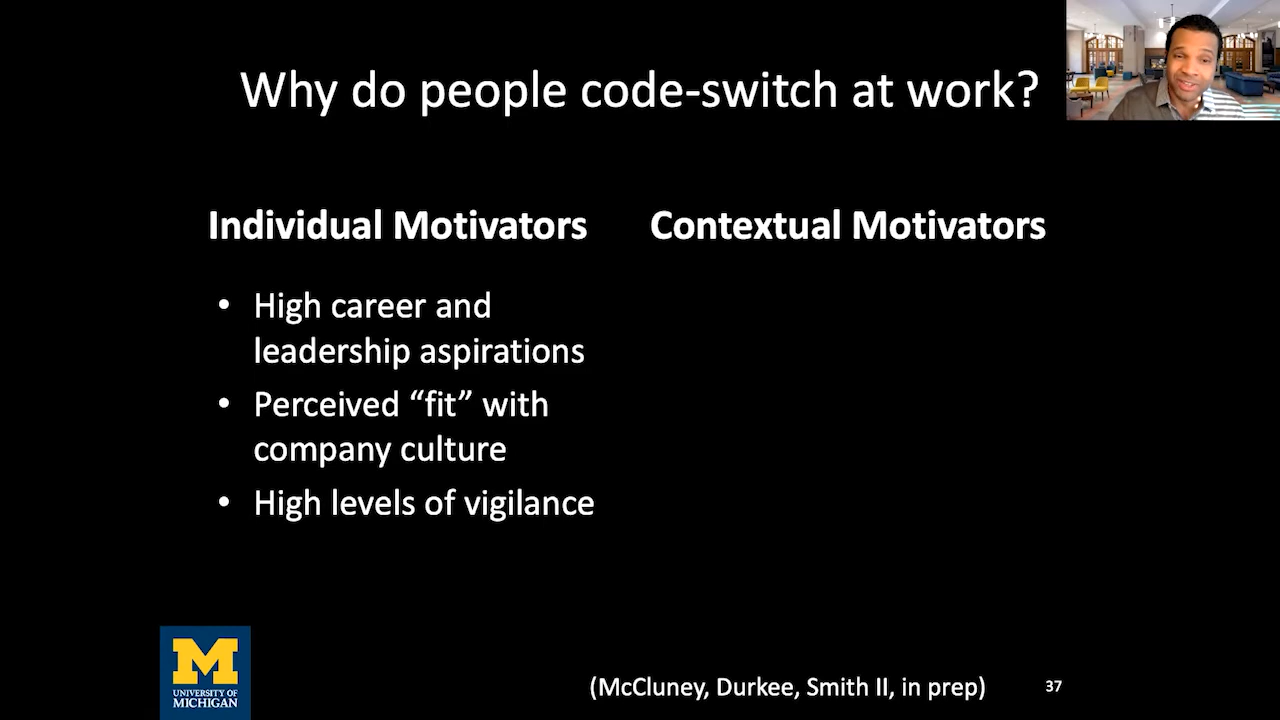 Why do people code-switch at work?
Individual Motivators
Contextual Motivators
• High career and
leadership aspirations
• Perceived “fit” with
company culture
• High levels of vigilance
M
UNIVERSITY OF
MICHIGAN
(McCluney, Durkee, Smith II, in prep)
37